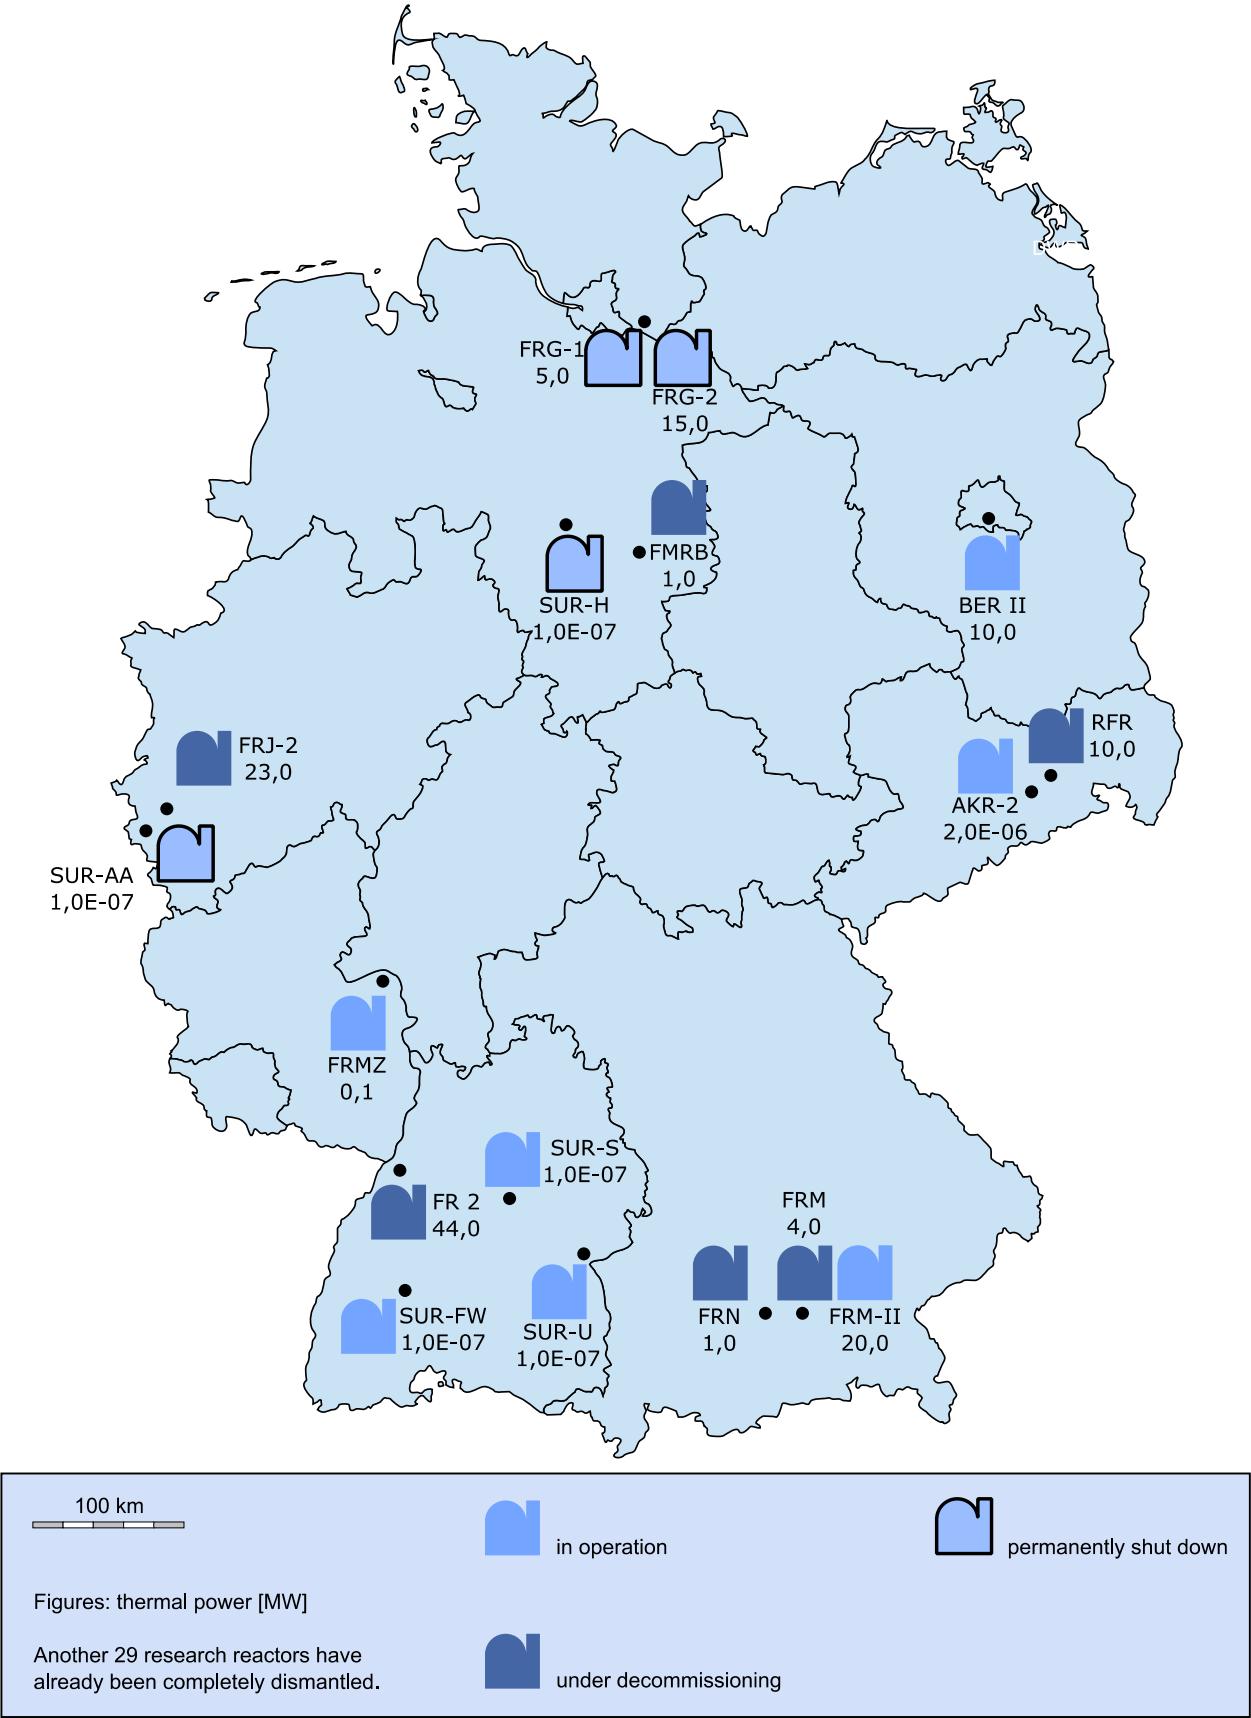 FRG-1
5,0
FRG-2
15,0
FMRB
1,0
SUR-H
1,0E-07
BER II
10,0
FRJ-2
23,0
RFR
10,0
AKR-2
2,0E-06
SUR-AA
1,0E-07
FRMZ
0,1
SUR-S
1,0E-07
FR 2
44,0
FRM
4,0
SUR-FW
1,0E-07
SUR-U
1,0E-07
FRN
1,0
FRM-II
20,0
100 km
in operation
permanently shut down
Figures: thermal power [MW]
Another 29 research reactors have
already been completely dismantled.
under decommissioning